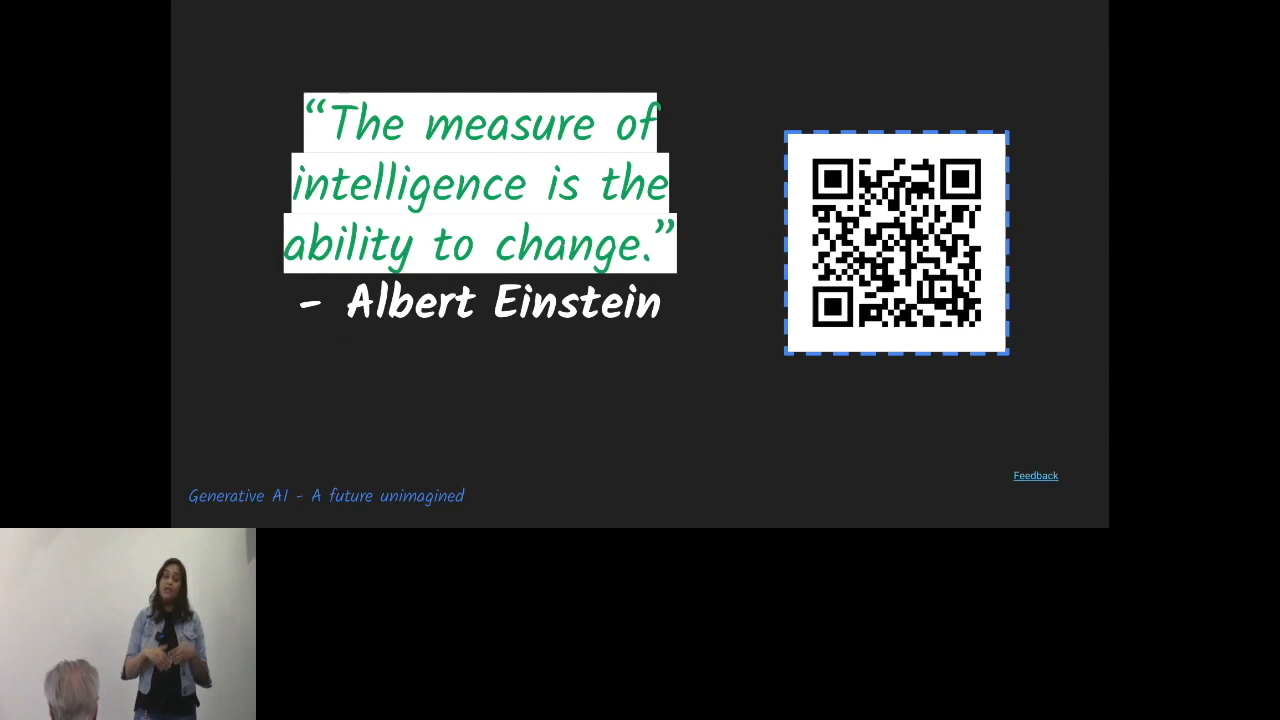 “The measure of
intelligence is the
ability to change.”
- Albert Einstein
Feedback
Generative AI - A future unimagined